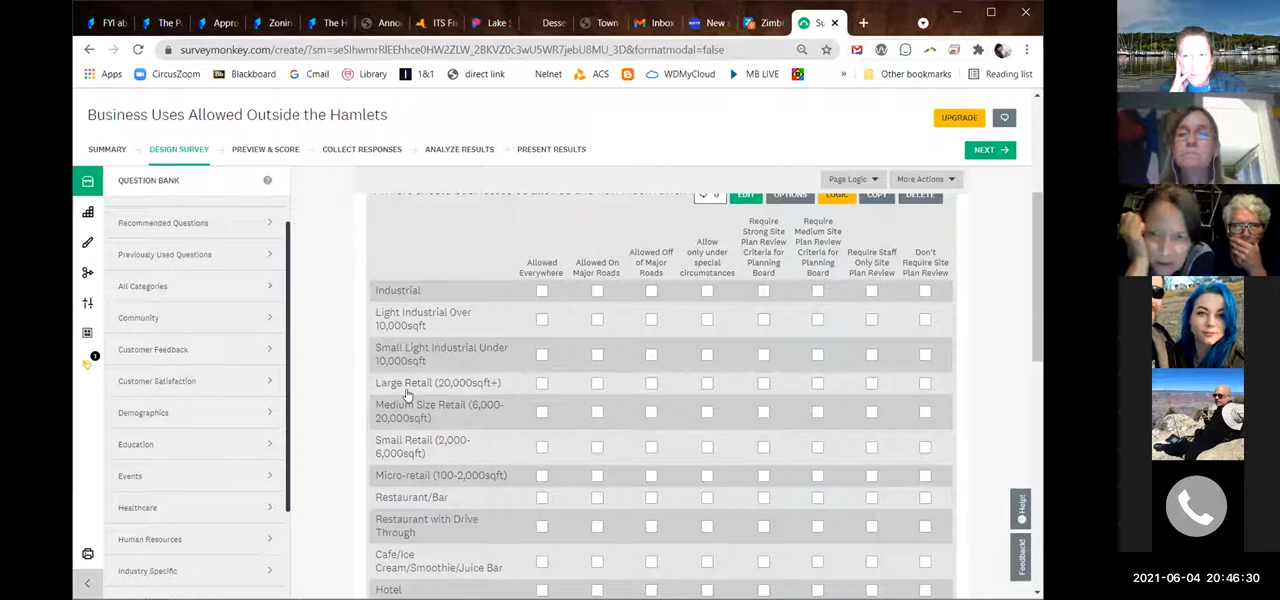 FYI ab
The P
Appro
Zonin
The H
Anno
ITS Fr
Lake
Desse
Town
Inbox
New s
Zimb
Su
surveymonkey.com/create/?sm=
&formatmodal=false
Apps
CircusZoom
Blackboard
Gmail
Library
1&1
direct link
Nelnet
ACS
WDMyCloud
MB LIVE
»
Other bookmarks
Reading list
Business Uses Allowed Outside the Hamlets
UPGRADE
SUMMARY
DESIGN SURVEY
PREVIEW & SCORE
COLLECT RESPONSES
ANALYZE RESULTS
PRESENT RESULTS
NEXT
QUESTION BANK
Recommended Questions
Previously Used Questions
All Categories
Community
Customer Feedback
Customer Satisfaction
Demographics
Education
Events
Healthcare
Human Resources
Industry Specific
1
Page Logic
More Actions
0
EDIT
OPTIONS
LOGIC
COPY
DELETE
Allowed
Everywhere
Allowed On
Major Roads
Allowed Off
of Major
Roads
Allow
only under
special
circumstances
Require
Strong Site
Plan Review
Criteria for
Planning
Board
Require
Medium Site
Plan Review
Criteria for
Planning
Board
Require Staff
Only Site
Plan Review
Don't
Require Site
Plan Review
Industrial
Light Industrial Over
10,000sqft
Small Light Industrial Under
10,000sqft
Large Retail (20,000sqft+)
Medium Size Retail (6,000-
20,000sqft)
Small Retail (2,000-
6,000sqft)
Micro-retail (100-2,000sqft)
Restaurant/Bar
Restaurant with Drive
Through
Cafe/Ice
Cream/Smoothie/Juice Bar
Hotel
Help!
Feedback!
2021-06-04 20:46:30